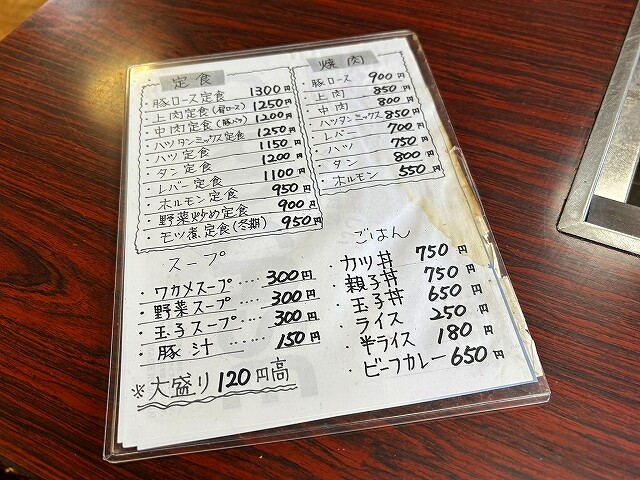 定食
・豚ロース定食 1300円
・上肉定食(肩ロース) 1250円
・中肉定食(豚バラ) 1200円
・ハツタンミックス定食 1250円
・ハツ定食 1150円
・タン定食 1200円
・レバー定食 1100円
・ホルモン定食 950円
・野菜炒め定食 900円
・モツ煮定食(冬期) 950円
焼肉
・豚ロース 900円
・上肉 850円
・中肉 800円
・ハツタンミックス 850円
・レバー 700円
・ハツ 750円
・タン 800円
・ホルモン 550円
スープ
・ワカメスープ…… 300円
・野菜スープ…… 300円
・玉子スープ…… 300円
・豚汁…… 150円
※大盛り120円高
ごはん
・カツ丼 750円
・親子丼 750円
・玉子丼 650円
・ライス 250円
・半ライス 180円
・ビーフカレー 650円